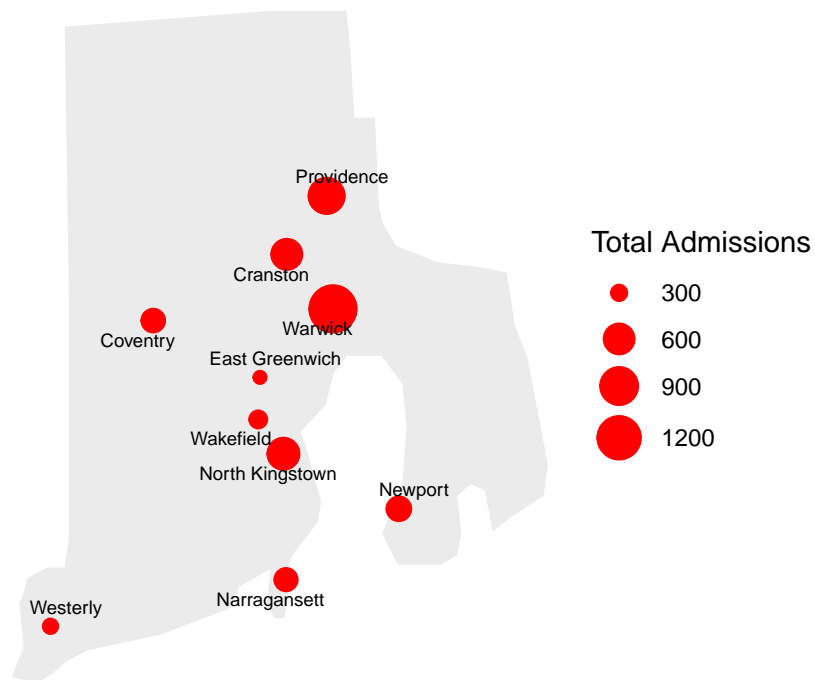 Providence
Cranston
Warwick
Coventry
East Greenwich
Wakefield
North Kingstown
Newport
Narragansett
Westerly
Total Admissions
300
600
900
1200